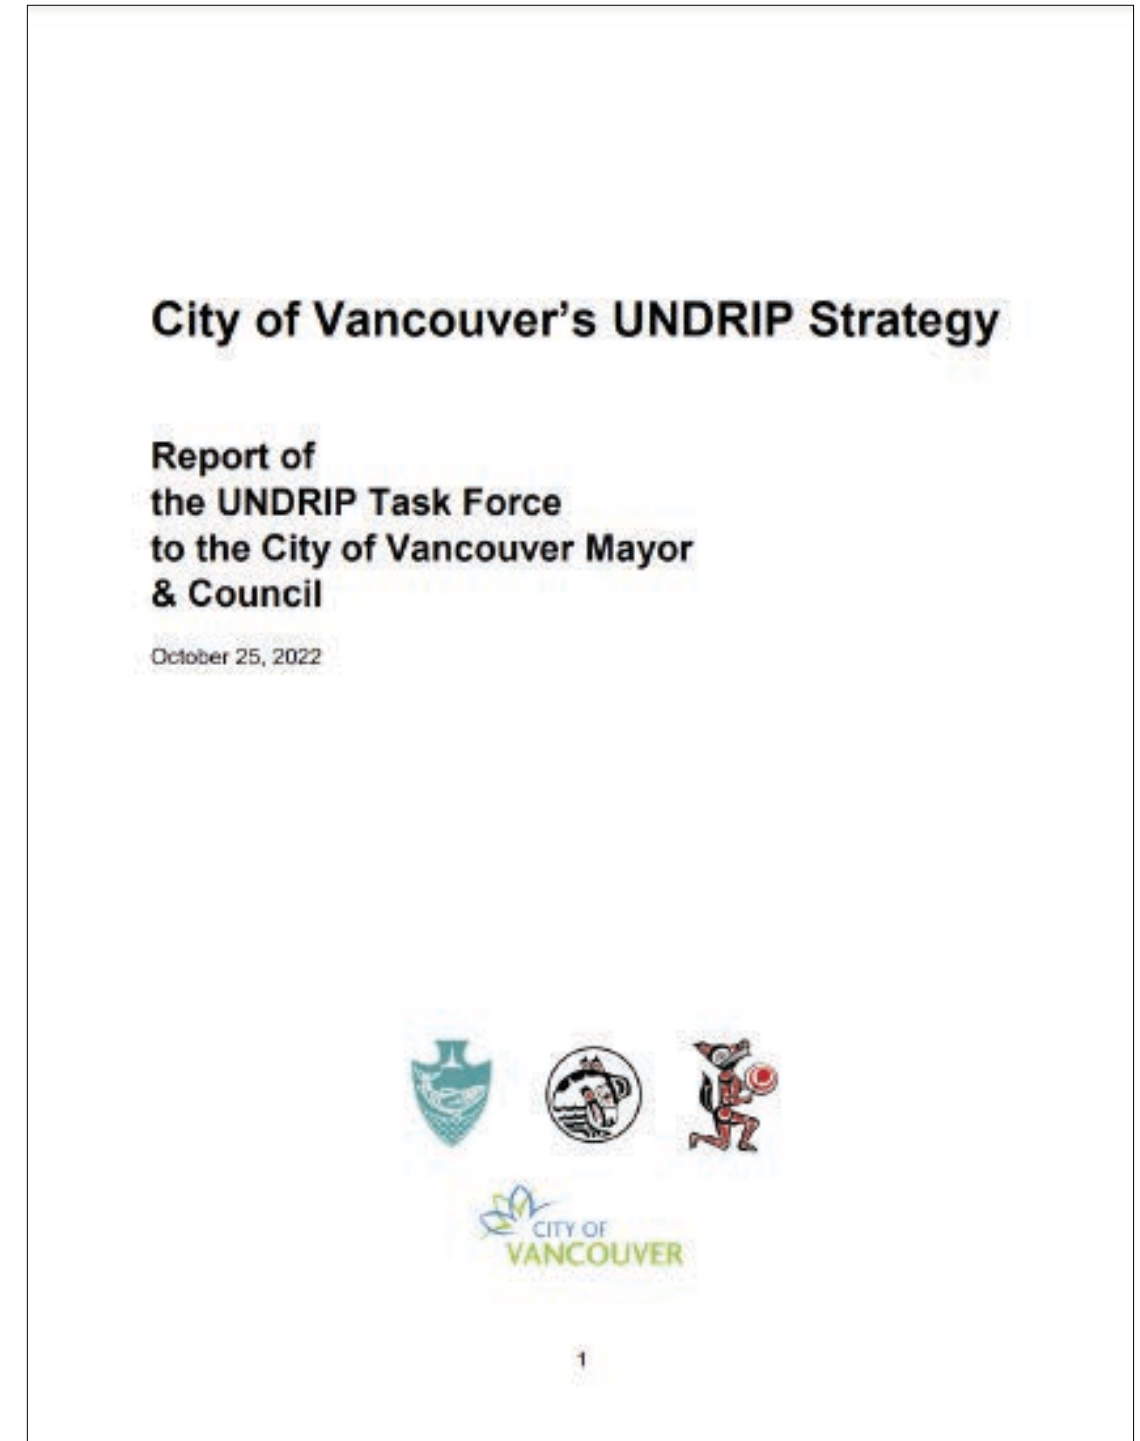 City of Vancouver’s UNDRIP Strategy
Report of
the UNDRIP Task Force
to the City of Vancouver Mayor
& Council
October 25, 2022
CITY OF
VANCOUVER
1